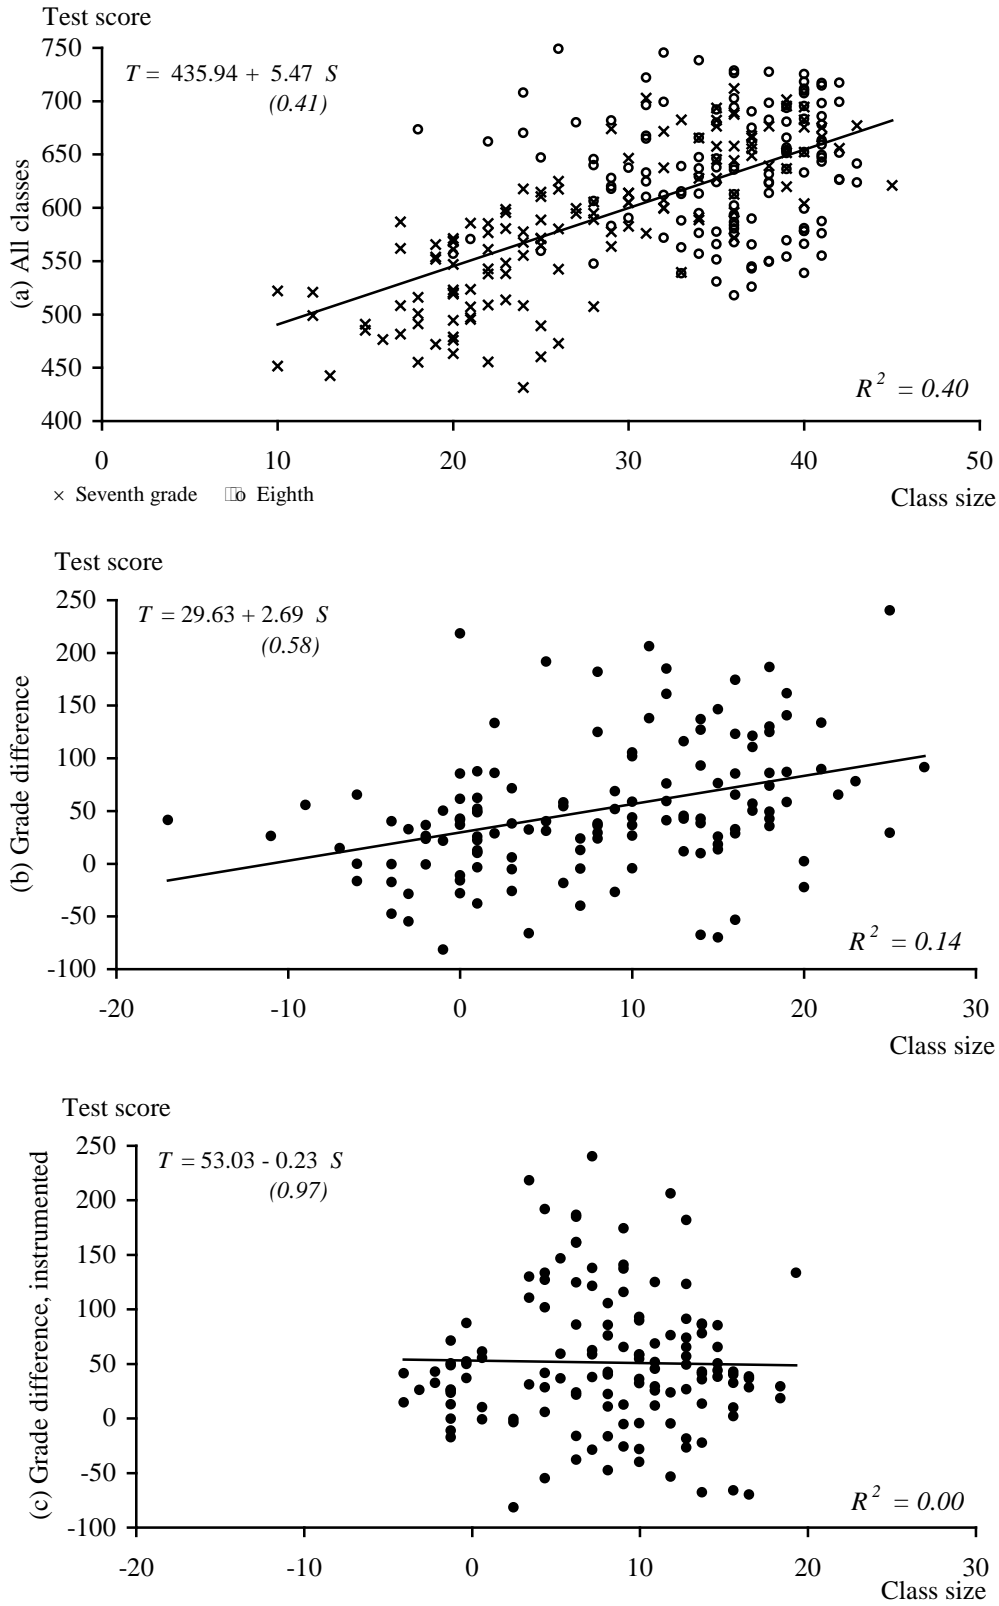 Test score
750
T = 435.94 + 5.47 S
(0.41)
700
650
600
550
500
450
400
(a) All classes
R 2 = 0.40
0 10 20 30 40 50
× Seventh grade o Eighth
Class size
Test score
250
T = 29.63 + 2.69 S
(0.58)
200
150
100
50
0
-50
-100
(b) Grade difference
R 2 = 0.14
-20 -10 0 10 20 30
Class size
Test score
250
T = 53.03 - 0.23 S
(0.97)
200
150
100
50
0
-50
-100
(c) Grade difference, instrumented
R 2 = 0.00
-20 -10 0 10 20 30
Class size